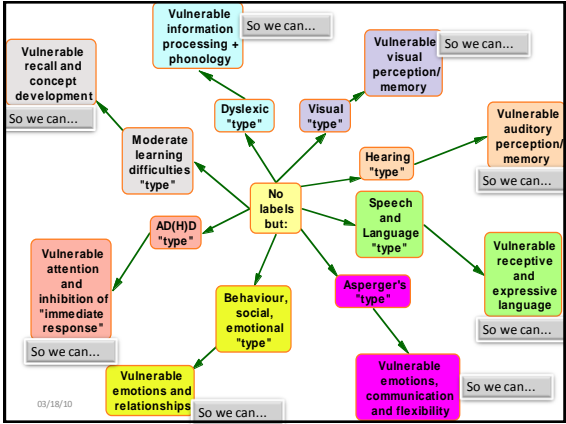 Vulnerable
information
processing +
phonology
So we can...
Vulnerable
recall and
concept
development
So we can...
Vulnerable
visual
perception/
memory
So we can...
Dyslexic
"type"
Visual
"type"
Vulnerable
auditory
perception/
memory
So we can...
Moderate
learning
difficulties
"type"
Hearing
"type"
No
labels
but:
Speech
and
Language
"type"
AD(H)D
"type"
Vulnerable
attention
and
inhibition of
"immediate
response"
So we can...
Vulnerable
receptive
and
expressive
language
So we can...
Asperger's
"type"
Behaviour,
social,
emotional
"type"
Vulnerable
emotions and
relationships
So we can...
Vulnerable
emotions,
communication
and flexibility
So we can...
03/18/10